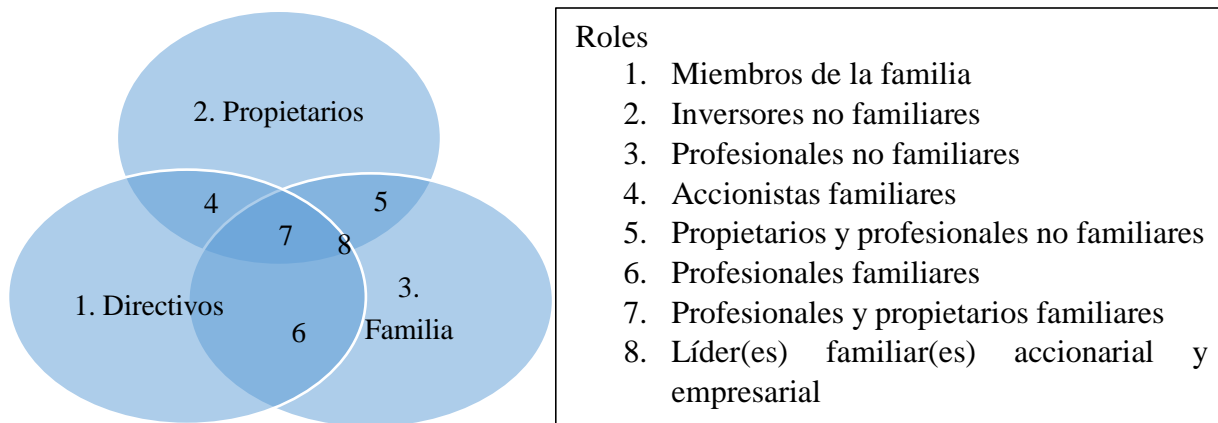 2. Propietarios
4
5
7
8
1. Directivos
3.
Familia
6
Roles
1. Miembros de la familia
2. Inversores no familiares
3. Profesionales no familiares
4. Accionistas familiares
5. Propietarios y profesionales no familiares
6. Profesionales familiares
7. Profesionales y propietarios familiares
8. Líder(es) familiar(es) accionarial y
empresarial